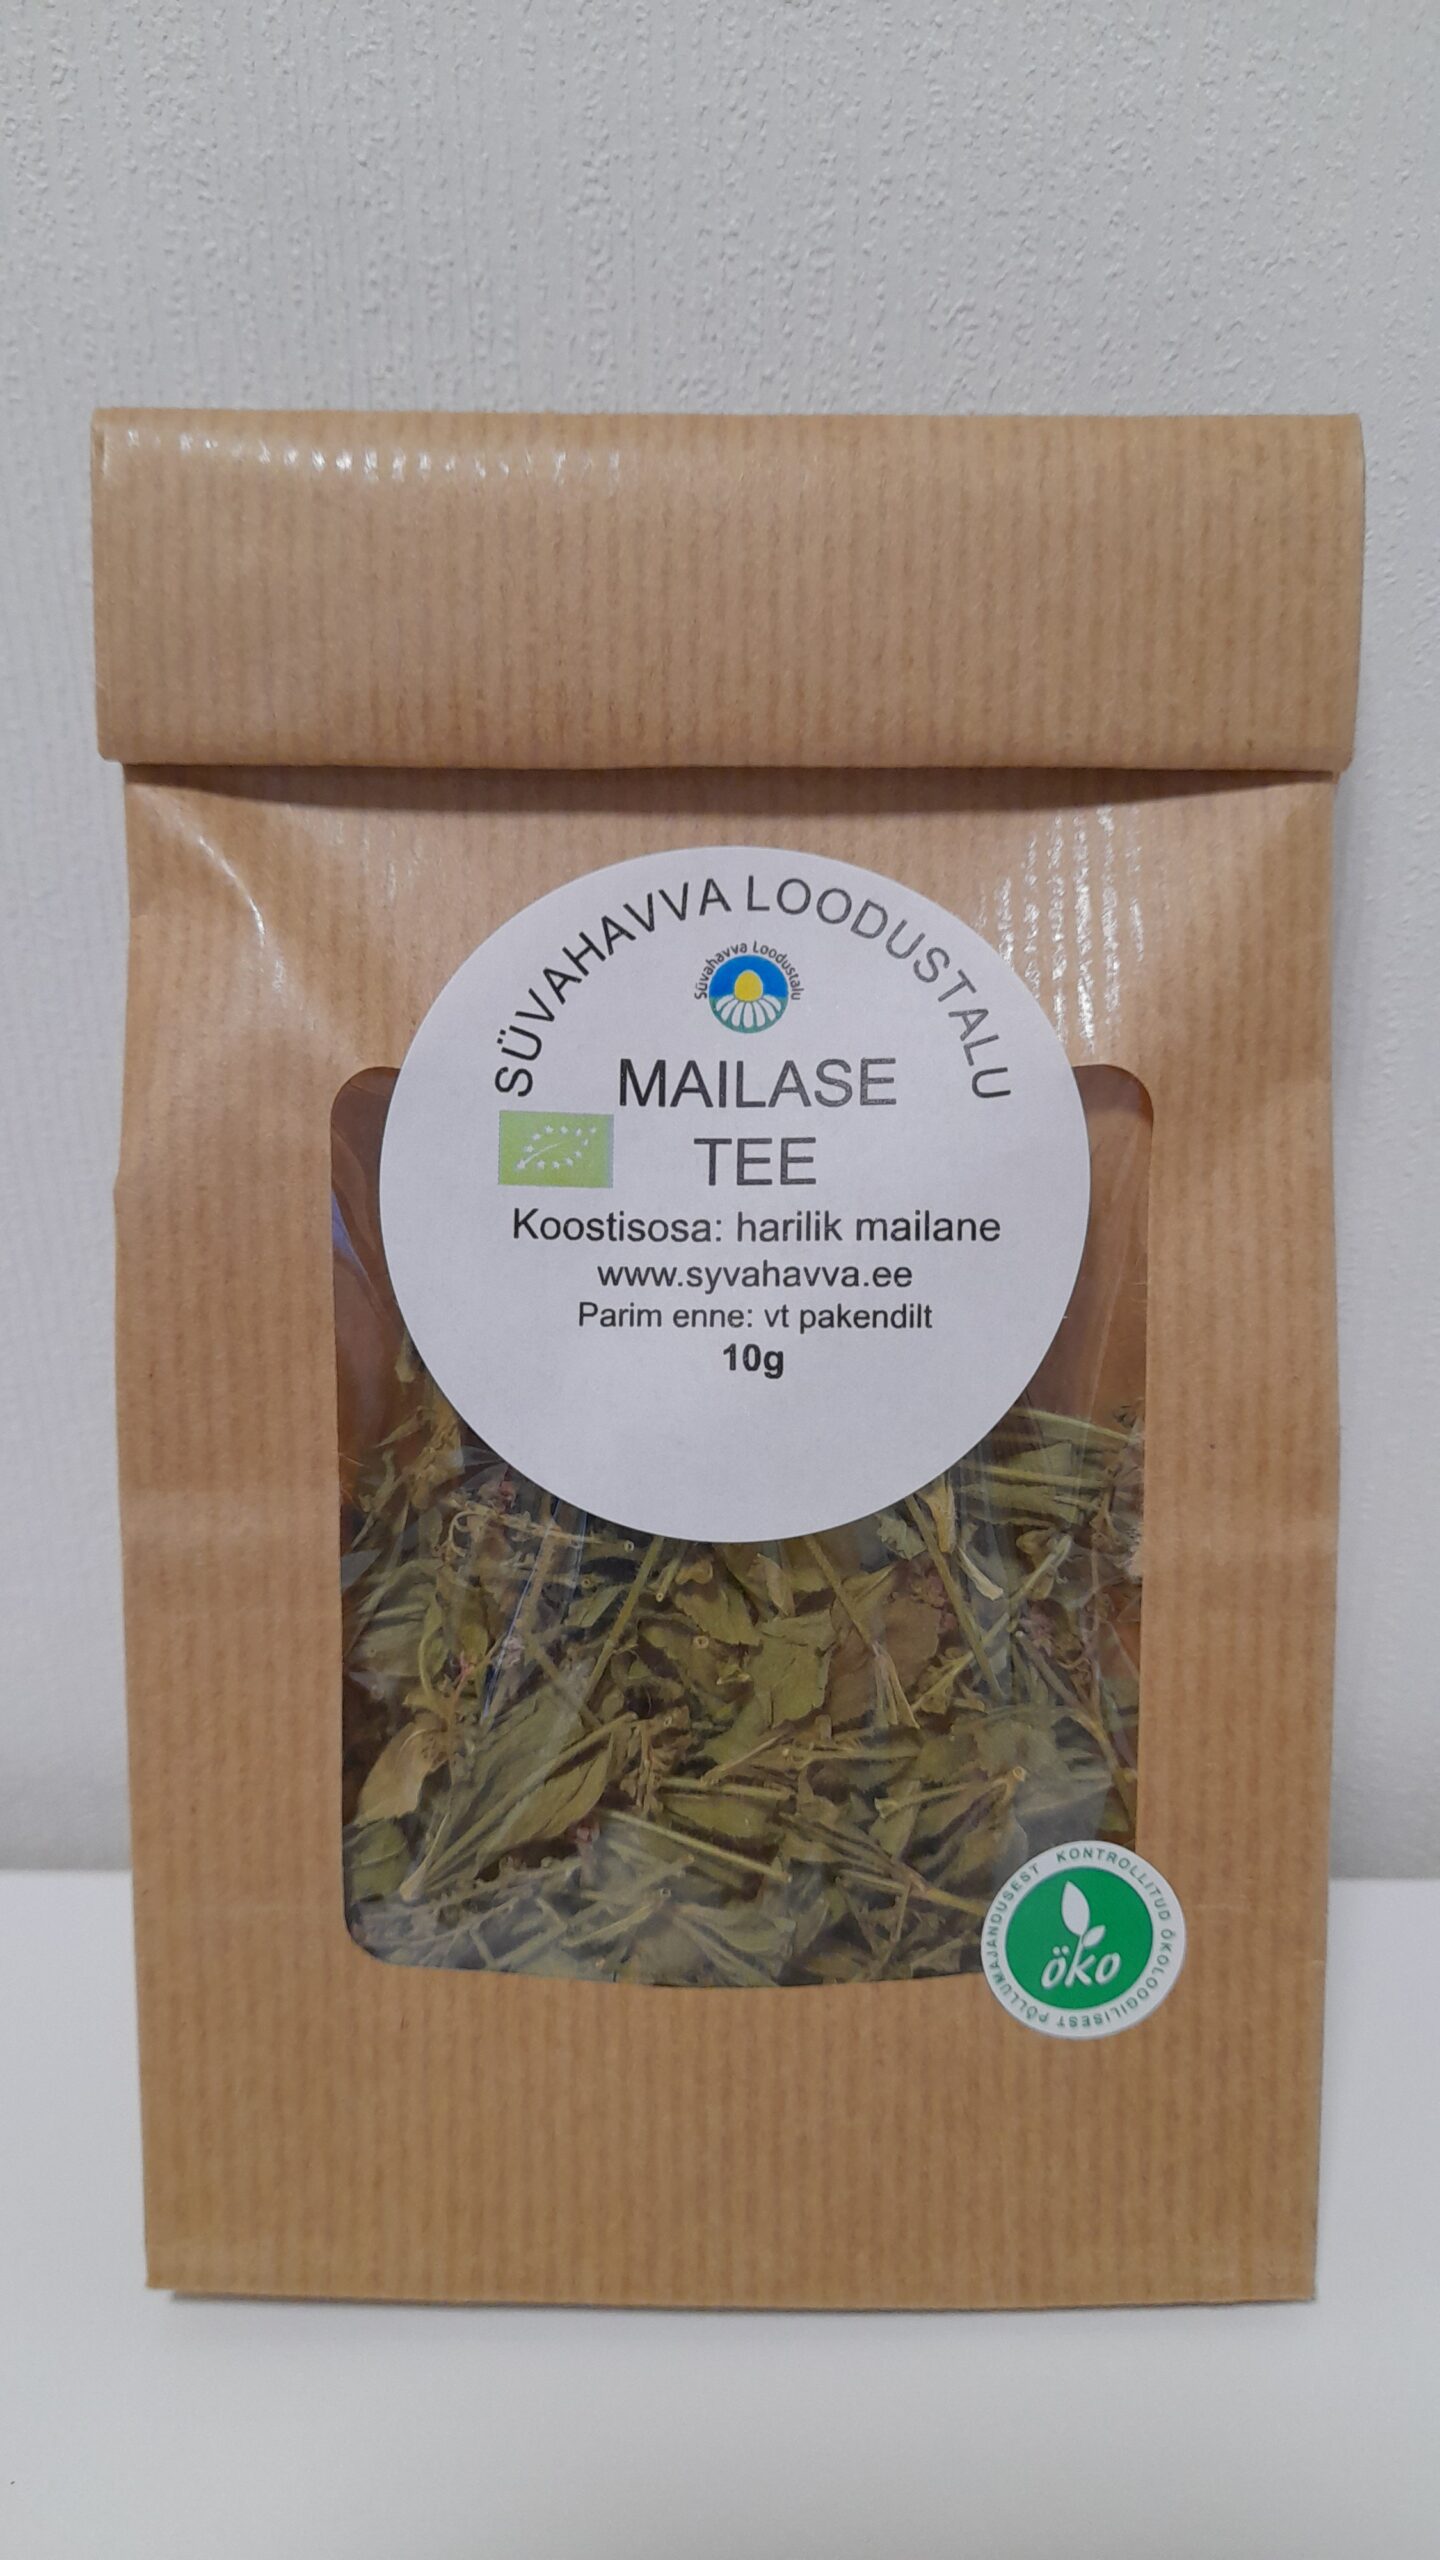 SÜVAHAVVA LOODUSTALU
Süvahavva Loodustalu
MAILASE
TEE
Koostisosa: harilik mailane
www.syvahavva.ee
Parim enne: vt pakendilt
10g
KONTROLLITUD ÖKOLOOGILISEST PÕLLUMAJANDUSEST
öko